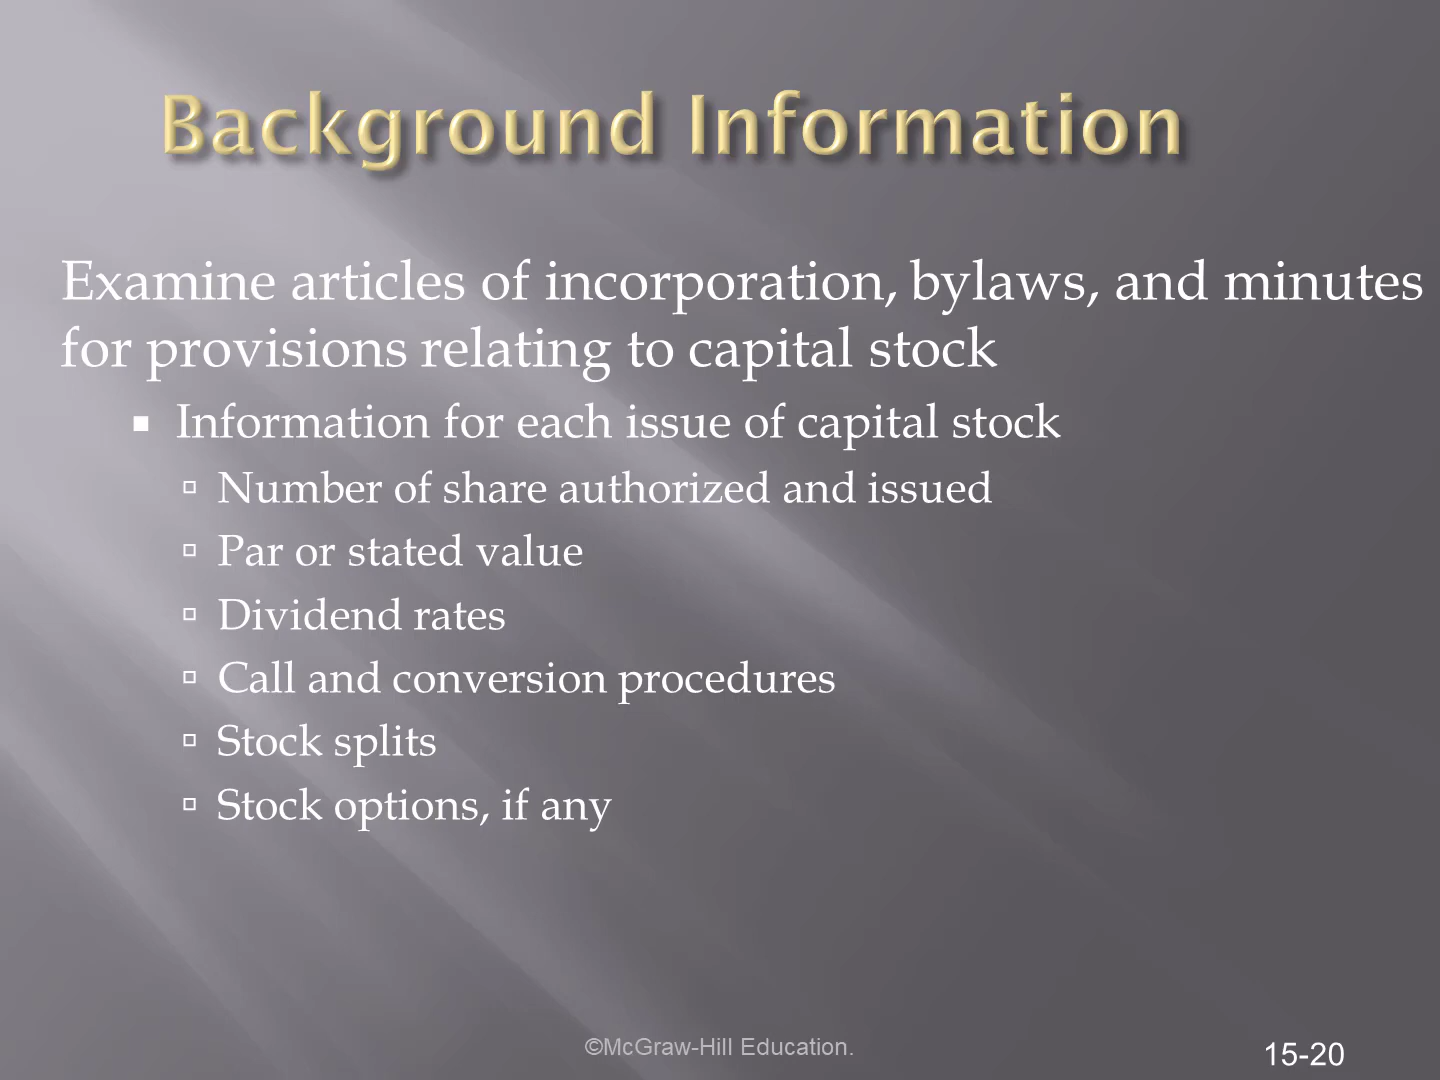 Background Information
Examine articles of incorporation, bylaws, and minutes
for provisions relating to capital stock
Information for each issue of capital stock
Number of share authorized and issued
Par or stated value
Dividend rates
Call and conversion procedures
Stock splits
Stock options, if any
©McGraw-Hill Education.
15-20